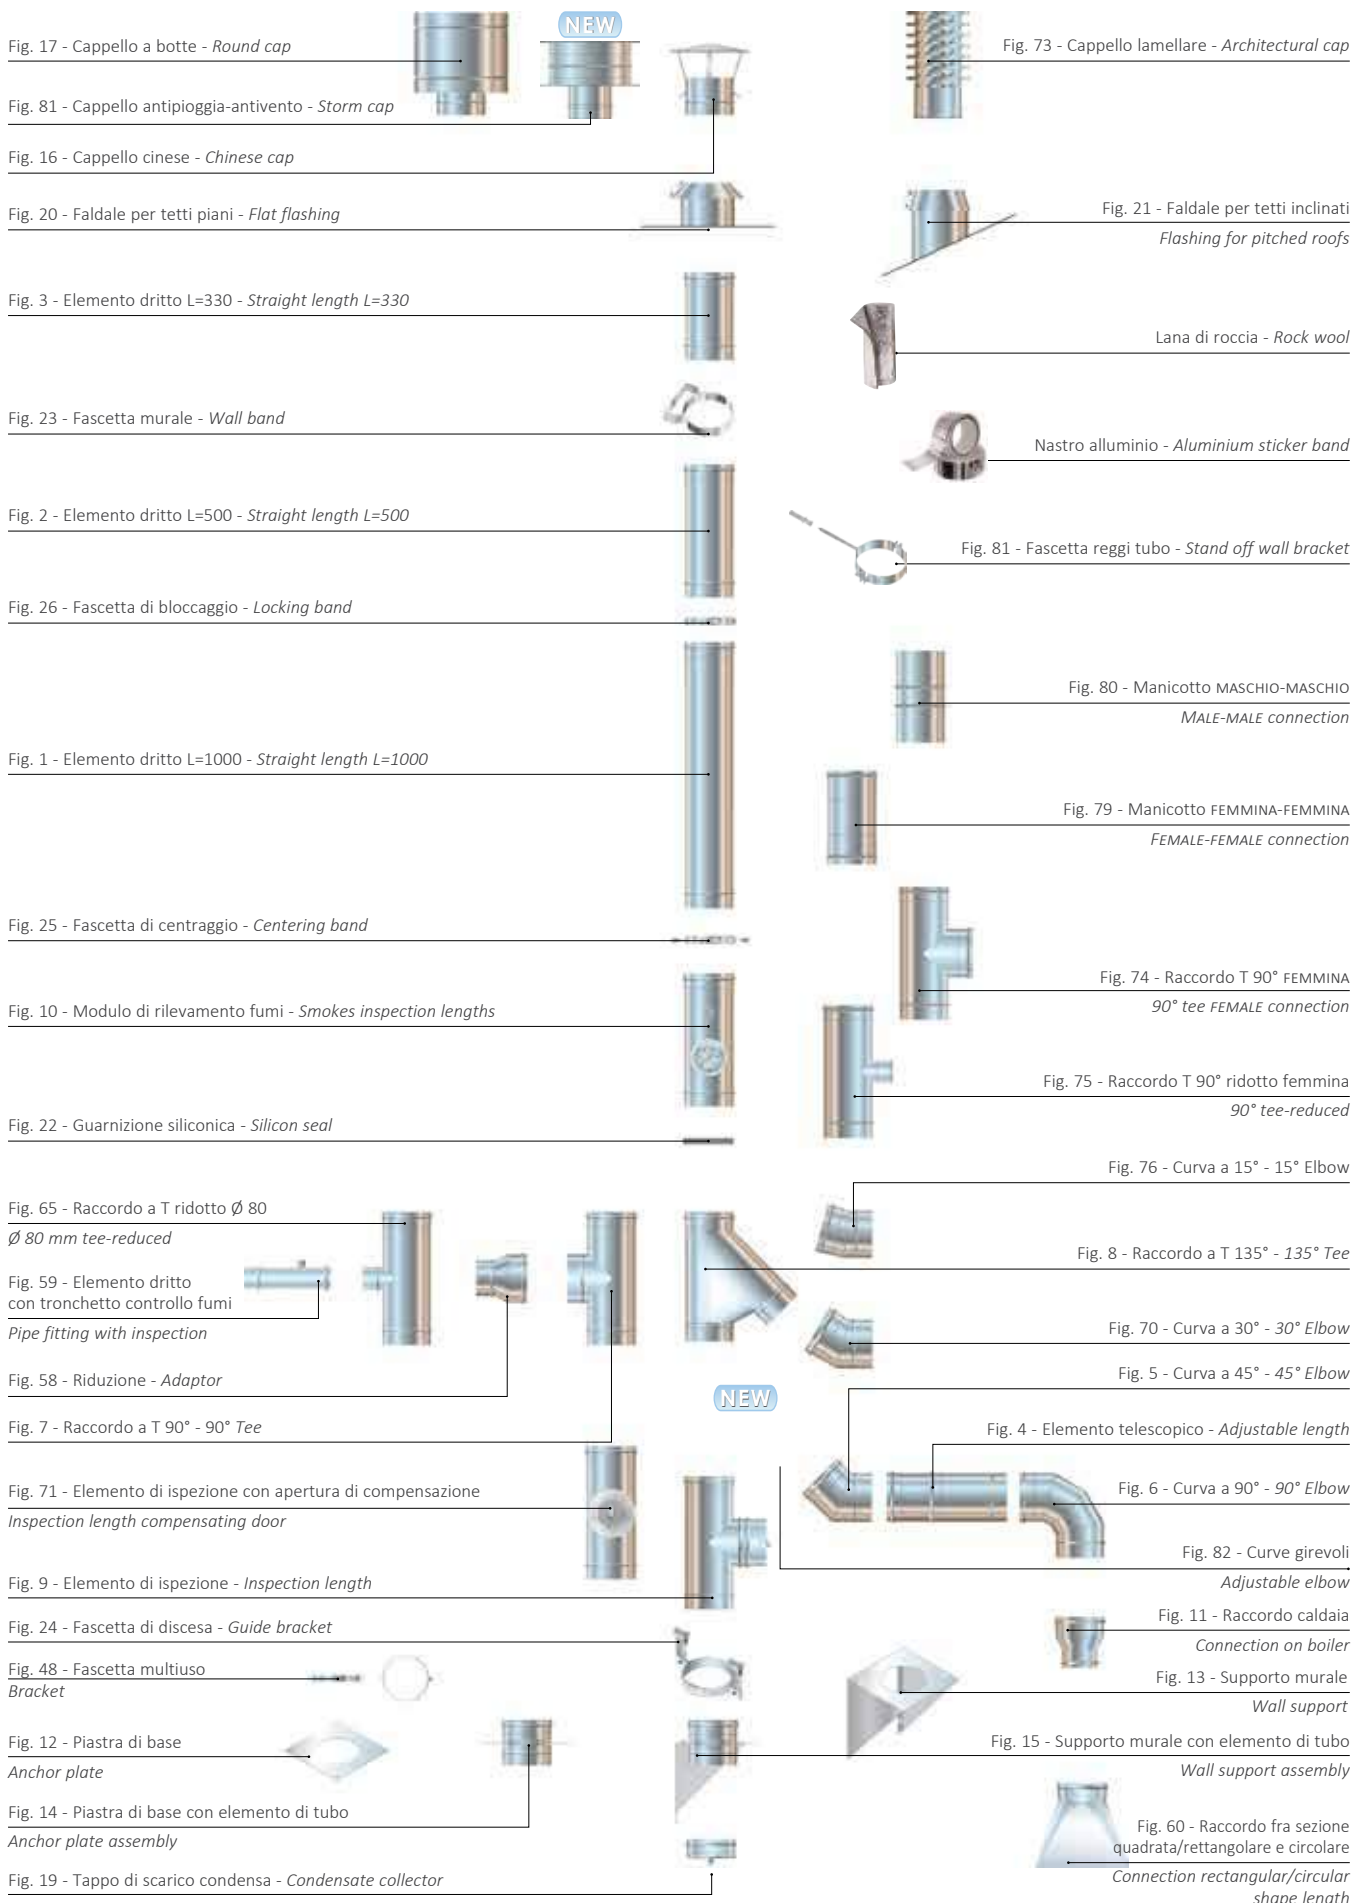 NEW
Fig. 17 - Cappello a botte - Round cap
Fig. 81 - Cappello antipioggia-antivento - Storm cap
Fig. 16 - Cappello cinese - Chinese cap
Fig. 20 - Faldale per tetti piani - Flat flashing
Fig. 3 - Elemento dritto L=330 - Straight length L=330
Fig. 23 - Fascetta murale - Wall band
Fig. 2 - Elemento dritto L=500 - Straight length L=500
Fig. 26 - Fascetta di bloccaggio - Locking band
Fig. 1 - Elemento dritto L=1000 - Straight length L=1000
Fig. 25 - Fascetta di centraggio - Centering band
Fig. 10 - Modulo di rilevamento fumi - Smokes inspection lengths
Fig. 22 - Guarnizione siliconica - Silicon seal
Fig. 65 - Raccordo a T ridotto Ø 80
Ø 80 mm tee-reduced
Fig. 59 - Elemento dritto
con tronchetto controllo fumi
Pipe fitting with inspection
Fig. 58 - Riduzione - Adaptor
Fig. 7 - Raccordo a T 90° - 90° Tee
Fig. 71 - Elemento di ispezione con apertura di compensazione
Inspection length compensating door
Fig. 9 - Elemento di ispezione - Inspection length
Fig. 24 - Fascetta di discesa - Guide bracket
Fig. 48 - Fascetta multiuso
Bracket
Fig. 12 - Piastra di base
Anchor plate
Fig. 14 - Piastra di base con elemento di tubo
Anchor plate assembly
Fig. 19 - Tappo di scarico condensa - Condensate collector
Fig. 73 - Cappello lamellare - Architectural cap
Fig. 21 - Faldale per tetti inclinati
Flashing for pitched roofs
Lana di roccia - Rock wool
Nastro alluminio - Aluminium sticker band
Fig. 81 - Fascetta reggi tubo - Stand off wall bracket
Fig. 80 - Manicotto MASCHIO-MASCHIO
MALE-MALE connection
Fig. 79 - Manicotto FEMMINA-FEMMINA
FEMALE-FEMALE connection
Fig. 74 - Raccordo T 90° FEMMINA
90° tee FEMALE connection
Fig. 75 - Raccordo T 90° ridotto femmina
90° tee-reduced
Fig. 76 - Curva a 15° - 15° Elbow
Fig. 8 - Raccordo a T 135° - 135° Tee
Fig. 70 - Curva a 30° - 30° Elbow
Fig. 5 - Curva a 45° - 45° Elbow
NEW
Fig. 4 - Elemento telescopico - Adjustable length
Fig. 6 - Curva a 90° - 90° Elbow
Fig. 82 - Curve girevoli
Adjustable elbow
Fig. 11 - Raccordo caldaia
Connection on boiler
Fig. 13 - Supporto murale
Wall support
Fig. 15 - Supporto murale con elemento di tubo
Wall support assembly
Fig. 60 - Raccordo fra sezione
quadrata/rettangolare e circolare
Connection rectangular/circular
shape length